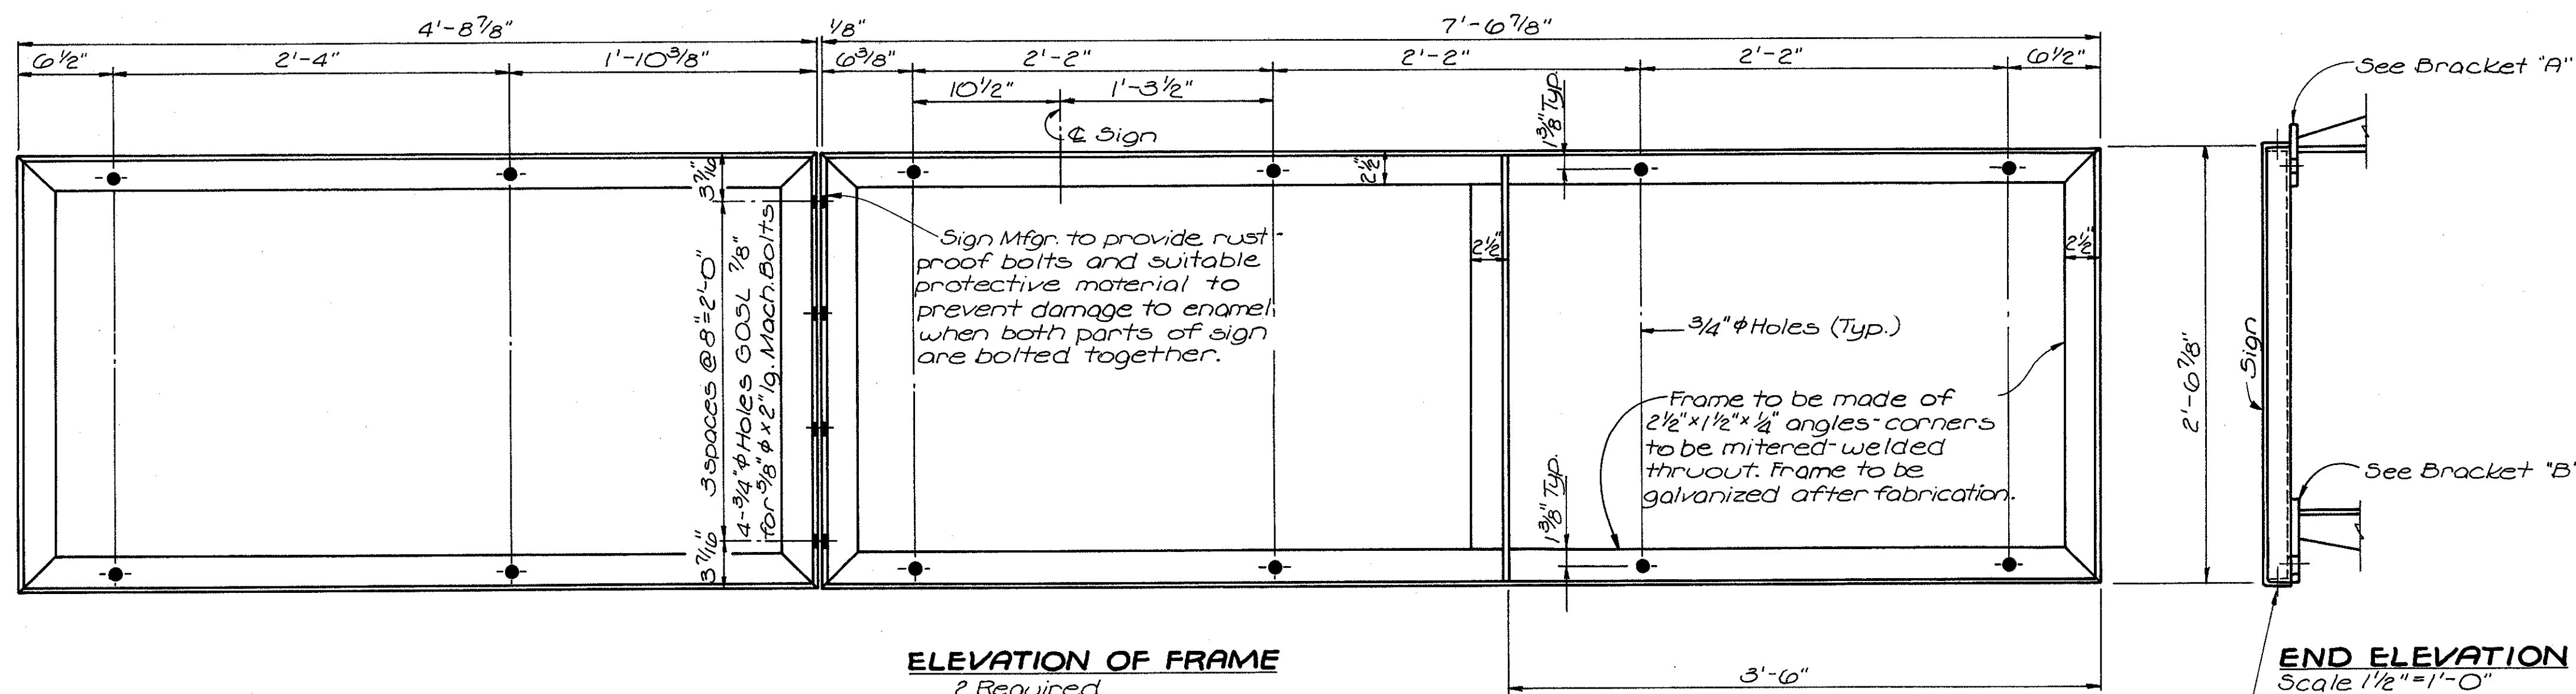 4'-8 7/8"
1/8"
7'-6 7/8"
6 1/2"
2'-4"
1'-10 3/8"
6 3/8"
2'-2"
2'-2"
2'-2"
6 1/2"
10 1/2"
1'-3 1/2"
℄ Sign
1 3/8" Typ.
2 1/2"
3 7/16"
3 spaces @ 8"=2'-0"
4-3/4"φ Holes GOSL 7/8"
for 5/8"φ x 2" lg. Mach. Bolts
3 7/16"
Sign Mfgr. to provide rust-
proof bolts and suitable
protective material to
prevent damage to enamel
when both parts of sign
are bolted together.
2 1/2"
2 1/2"
3/4"φ Holes (Typ.)
Frame to be made of
2 1/2"x1 1/2"x1/4" angles-corners
to be mitered-welded
thruout. Frame to be
galvanized after fabrication.
1 3/8" Typ.
2'-6 7/8"
Sign
See Bracket "A"
See Bracket "B"
ELEVATION OF FRAME
2 Required
3'-6"
END ELEVATION
Scale 1 1/2"=1'-0"